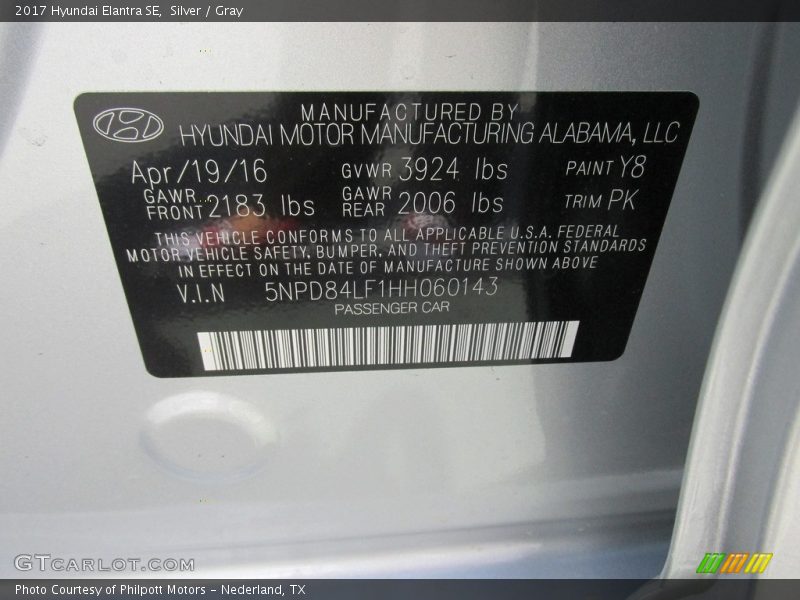 2017 Hyundai Elantra SE, Silver / Gray
MANUFACTURED BY
HYUNDAI MOTOR MANUFACTURING ALABAMA, LLC
Apr/19/16 GVWR 3924 lbs PAINT Y8
GAWR FRONT 2183 lbs GAWR REAR 2006 lbs TRIM PK
THIS VEHICLE CONFORMS TO ALL APPLICABLE U.S.A. FEDERAL
MOTOR VEHICLE SAFETY, BUMPER, AND THEFT PREVENTION STANDARDS
IN EFFECT ON THE DATE OF MANUFACTURE SHOWN ABOVE
V.I.N 5NPD84LF1HH060143
PASSENGER CAR
GTCARLOT.COM
Photo Courtesy of Philpott Motors - Nederland, TX